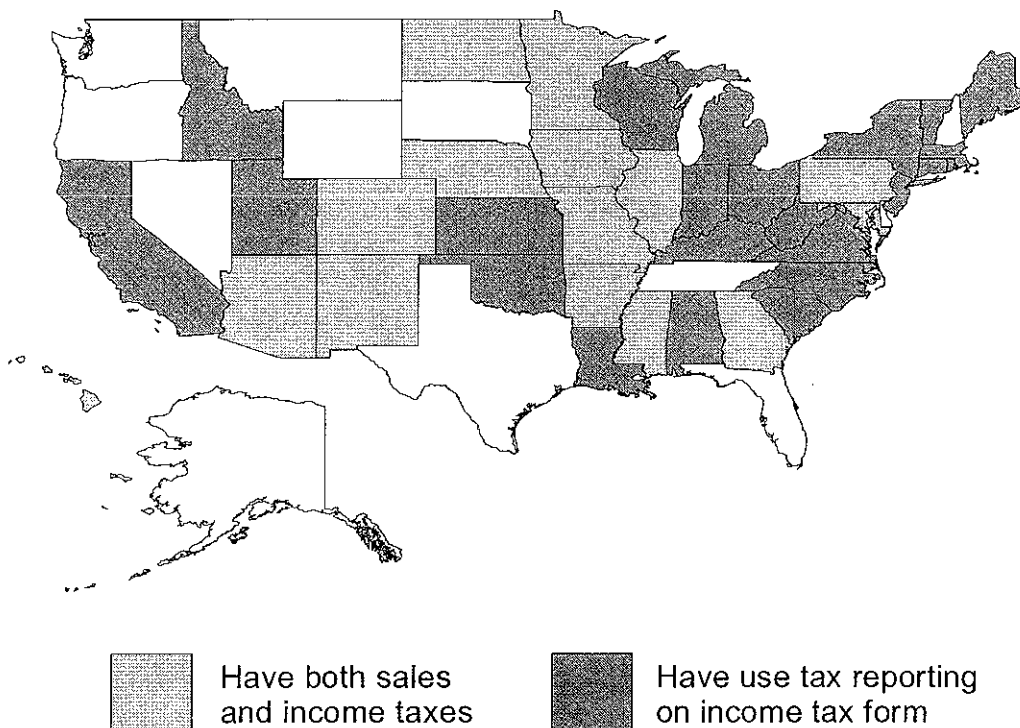 Have both sales
and income taxes
Have use tax reporting
on income tax form